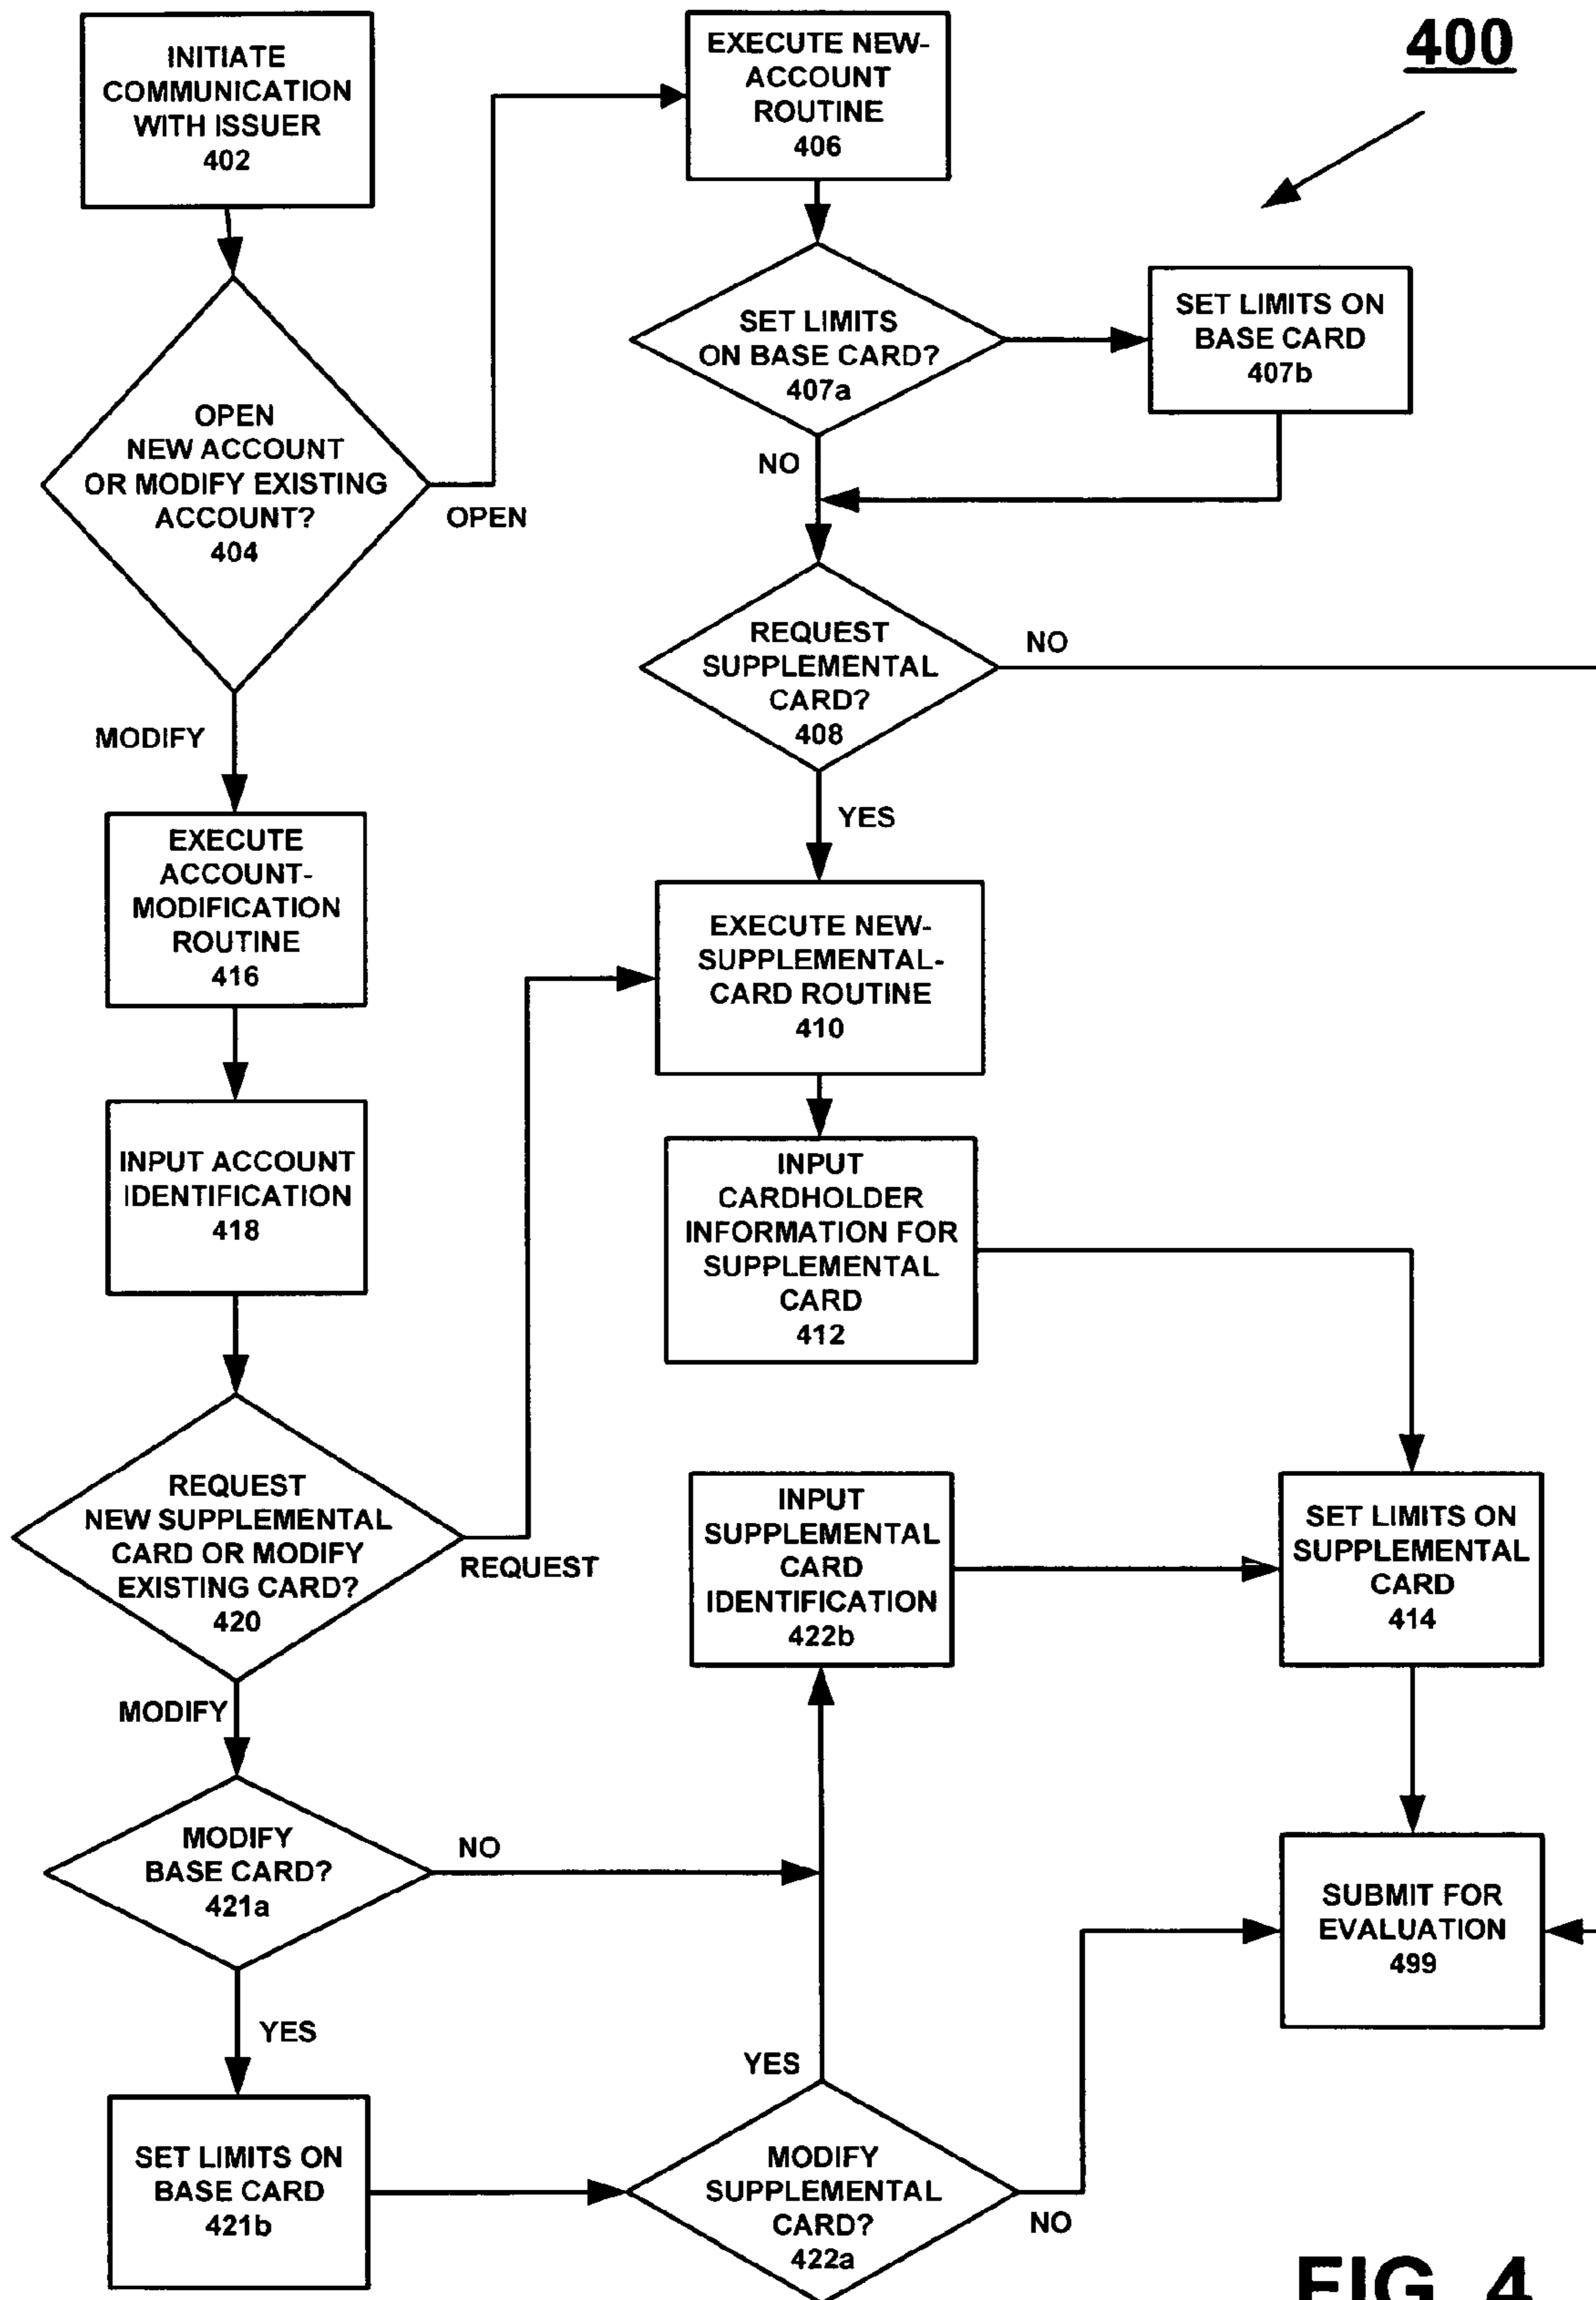 400
INITIATE
COMMUNICATION
WITH ISSUER
402
OPEN
NEW ACCOUNT
OR MODIFY EXISTING
ACCOUNT?
404
OPEN
MODIFY
EXECUTE NEW-
ACCOUNT
ROUTINE
406
SET LIMITS
ON BASE CARD?
407a
SET LIMITS ON
BASE CARD
407b
NO
REQUEST
SUPPLEMENTAL
CARD?
408
NO
YES
EXECUTE
ACCOUNT-
MODIFICATION
ROUTINE
416
EXECUTE NEW-
SUPPLEMENTAL-
CARD ROUTINE
410
INPUT ACCOUNT
IDENTIFICATION
418
INPUT
CARDHOLDER
INFORMATION FOR
SUPPLEMENTAL
CARD
412
REQUEST
NEW SUPPLEMENTAL
CARD OR MODIFY
EXISTING CARD?
420
REQUEST
MODIFY
INPUT
SUPPLEMENTAL
CARD
IDENTIFICATION
422b
SET LIMITS ON
SUPPLEMENTAL
CARD
414
MODIFY
BASE CARD?
421a
NO
YES
SUBMIT FOR
EVALUATION
499
SET LIMITS ON
BASE CARD
421b
YES
MODIFY
SUPPLEMENTAL
CARD?
422a
NO
FIG. 4